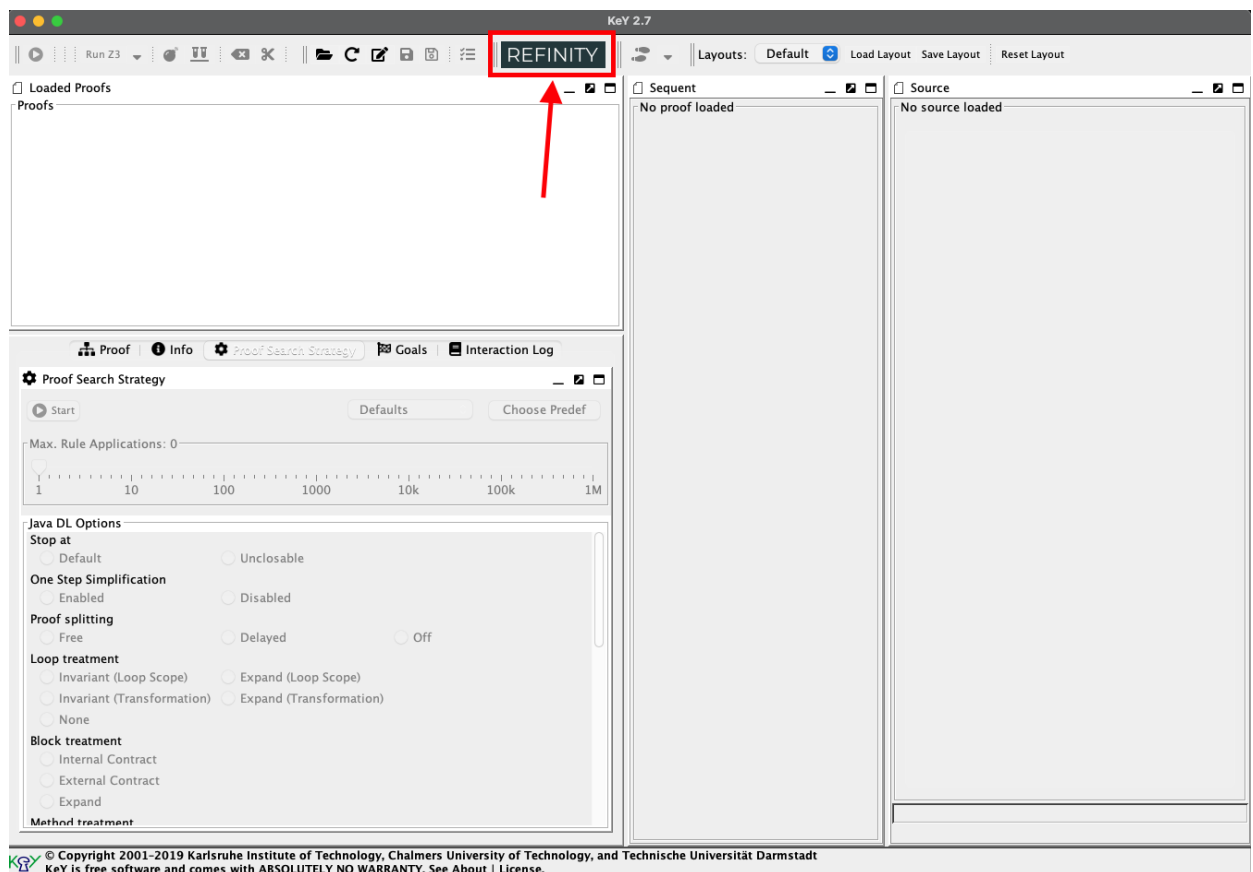 KeY 2.7
Run Z3
REFINITY
Layouts: Default Load Layout Save Layout Reset Layout
Loaded Proofs
Proofs
Proof Info Proof Search Strategy Goals Interaction Log
Proof Search Strategy
Start Defaults Choose Predef
Max. Rule Applications: 0
1 10 100 1000 10k 100k 1M
Java DL Options
Stop at
Default Unclosable
One Step Simplification
Enabled Disabled
Proof splitting
Free Delayed Off
Loop treatment
Invariant (Loop Scope) Expand (Loop Scope)
Invariant (Transformation) Expand (Transformation)
None
Block treatment
Internal Contract
External Contract
Expand
Method treatment
Sequent
No proof loaded
Source
No source loaded
KeY
© Copyright 2001–2019 Karlsruhe Institute of Technology, Chalmers University of Technology, and Technische Universität Darmstadt
KeY is free software and comes with ABSOLUTELY NO WARRANTY. See About | License.